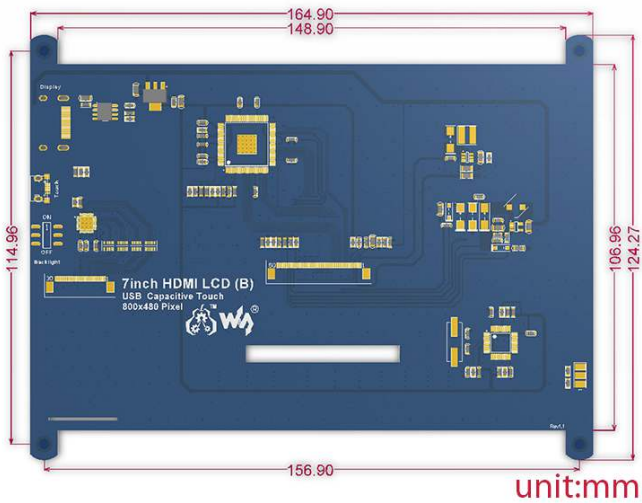 164.90
148.90
Display
Touch
ON
OFF
Backlight
114.96
106.96
124.27
7inch HDMI LCD (B)
USB Capacitive Touch
800x480 Pixel
TM
®
Rev1.1
156.90
unit:mm